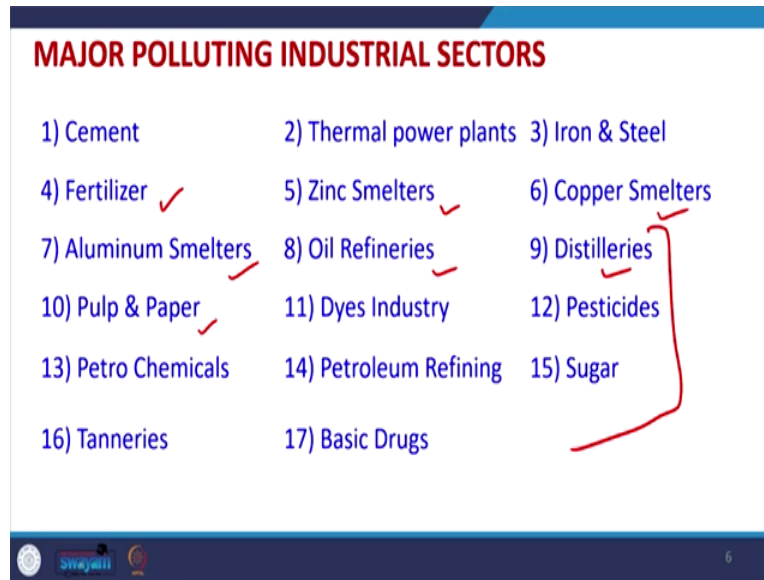 MAJOR POLLUTING INDUSTRIAL SECTORS
1) Cement 2) Thermal power plants 3) Iron & Steel
4) Fertilizer 5) Zinc Smelters 6) Copper Smelters
7) Aluminum Smelters 8) Oil Refineries 9) Distilleries
10) Pulp & Paper 11) Dyes Industry 12) Pesticides
13) Petro Chemicals 14) Petroleum Refining 15) Sugar
16) Tanneries 17) Basic Drugs
swayam 6